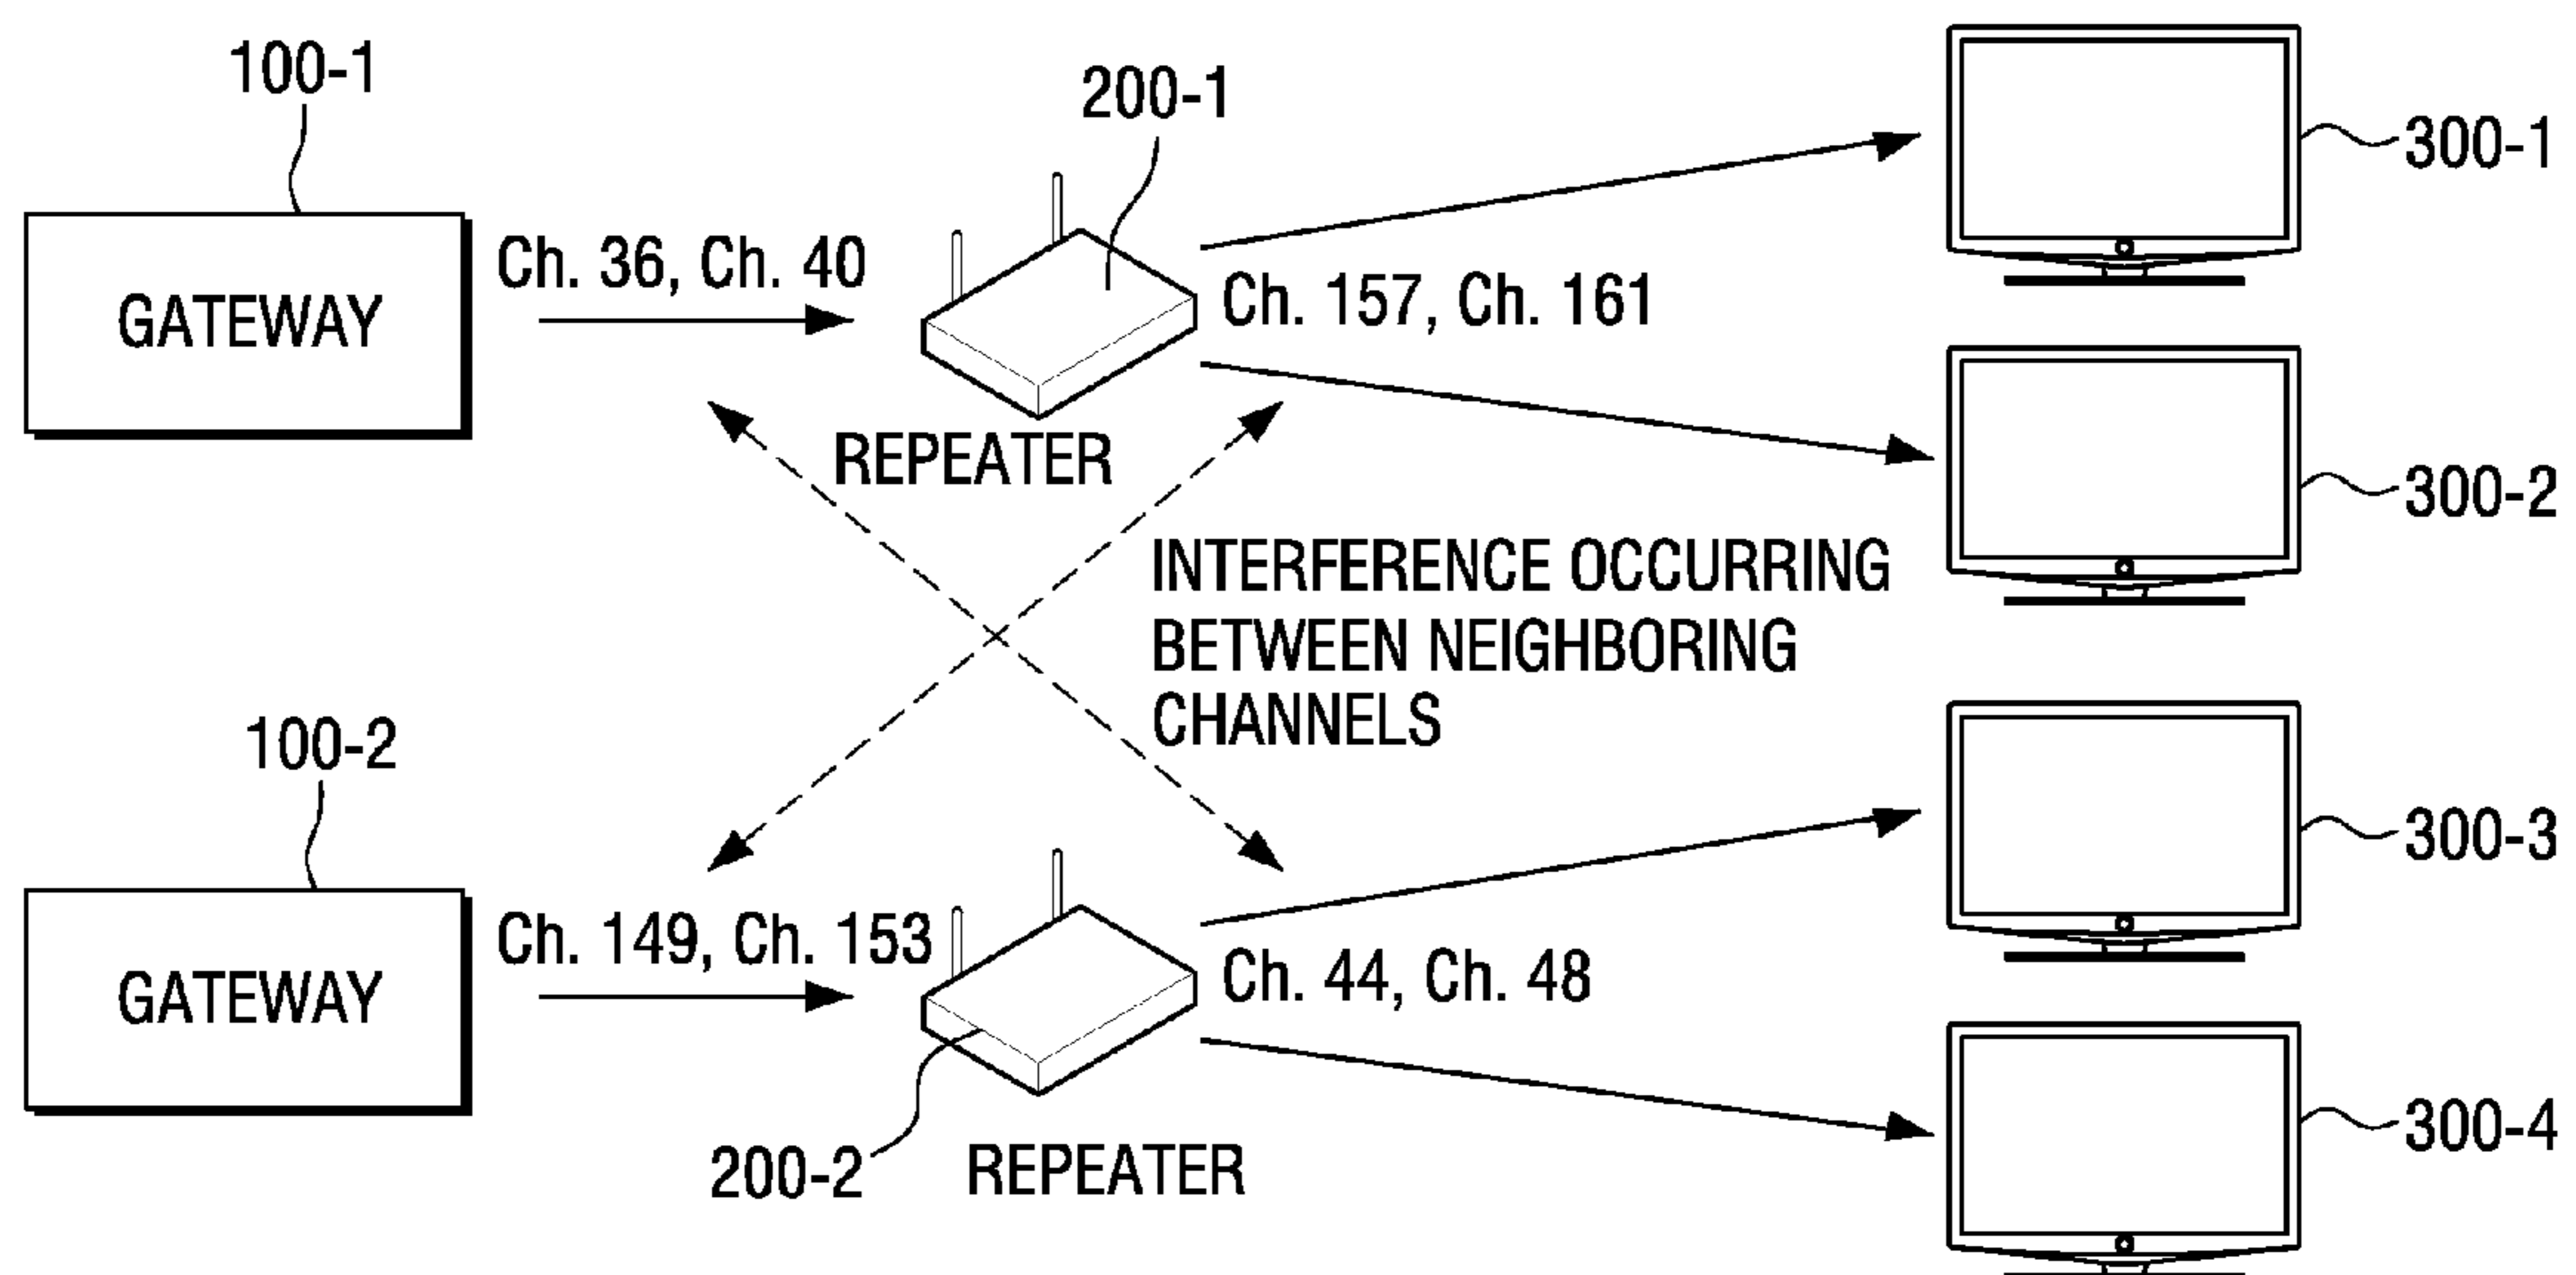 100-1
200-1
300-1
GATEWAY
Ch. 36, Ch. 40
Ch. 157, Ch. 161
REPEATER
300-2
INTERFERENCE OCCURRING
BETWEEN NEIGHBORING
CHANNELS
100-2
300-3
GATEWAY
Ch. 149, Ch. 153
Ch. 44, Ch. 48
200-2
REPEATER
300-4